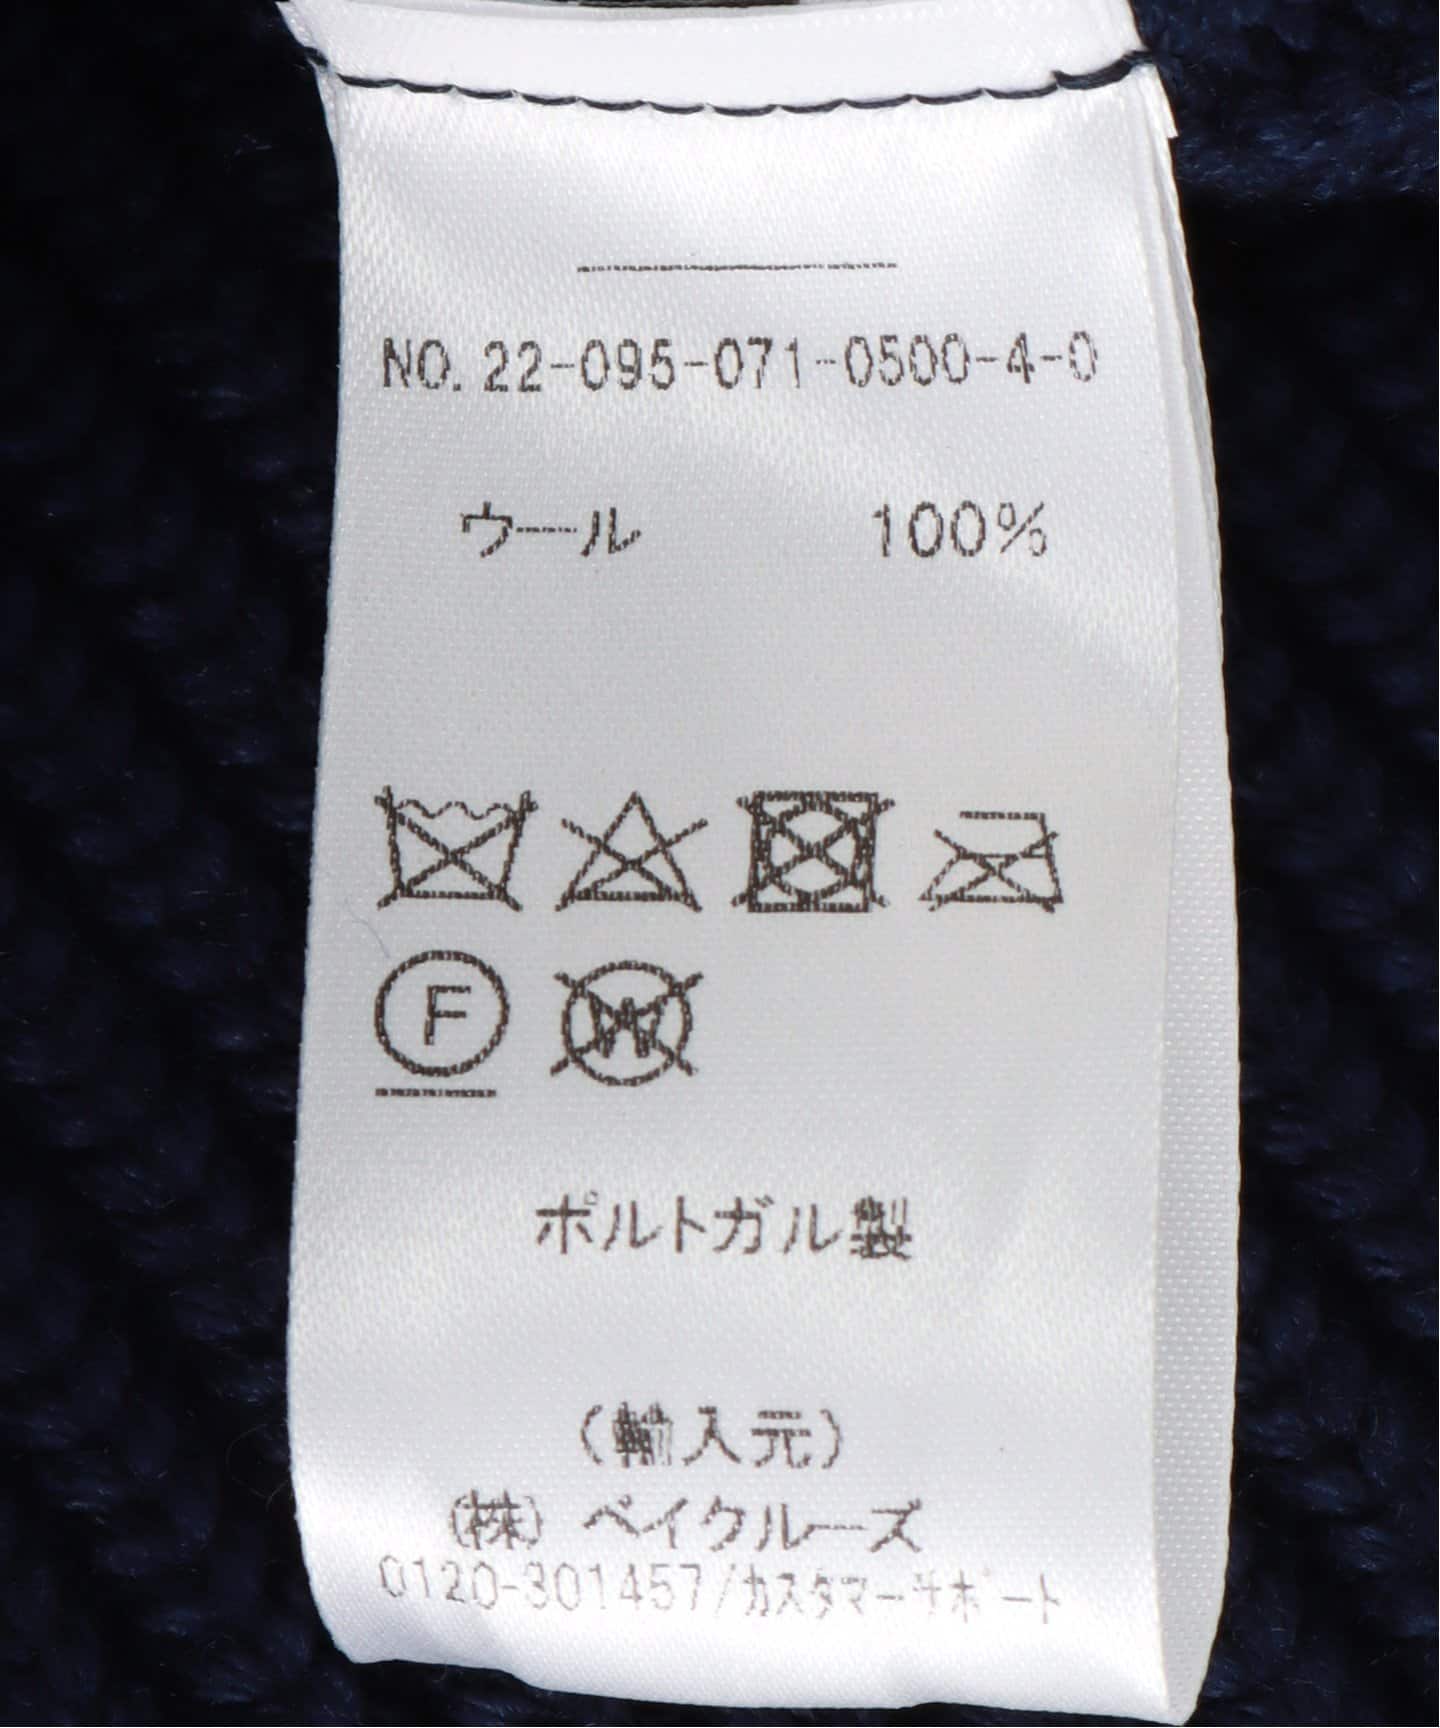 NO. 22-095-071-0500-4-0
ウール 100%
F
W
ポルトガル製
(輸入元)
(株) ベイクルーズ
0120-301457/カスタマーサポート